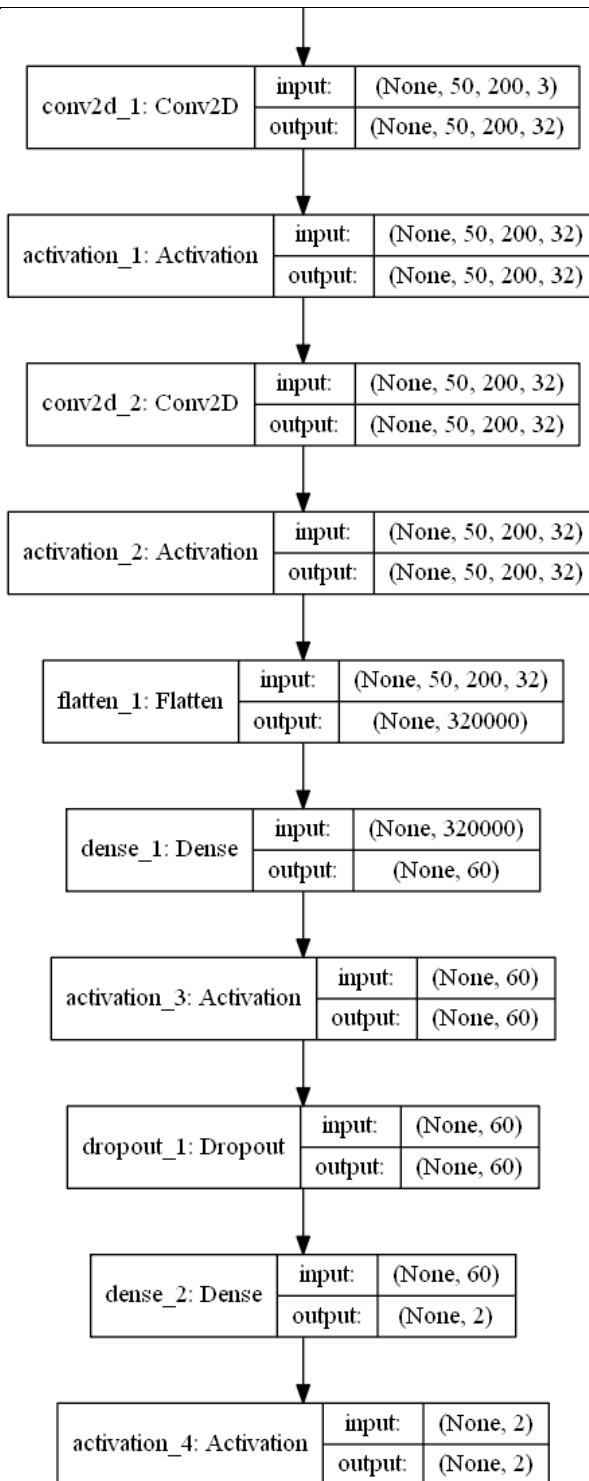 conv2d_1: Conv2D
input: (None, 50, 200, 3)
output: (None, 50, 200, 32)
activation_1: Activation
input: (None, 50, 200, 32)
output: (None, 50, 200, 32)
conv2d_2: Conv2D
input: (None, 50, 200, 32)
output: (None, 50, 200, 32)
activation_2: Activation
input: (None, 50, 200, 32)
output: (None, 50, 200, 32)
flatten_1: Flatten
input: (None, 50, 200, 32)
output: (None, 320000)
dense_1: Dense
input: (None, 320000)
output: (None, 60)
activation_3: Activation
input: (None, 60)
output: (None, 60)
dropout_1: Dropout
input: (None, 60)
output: (None, 60)
dense_2: Dense
input: (None, 60)
output: (None, 2)
activation_4: Activation
input: (None, 2)
output: (None, 2)